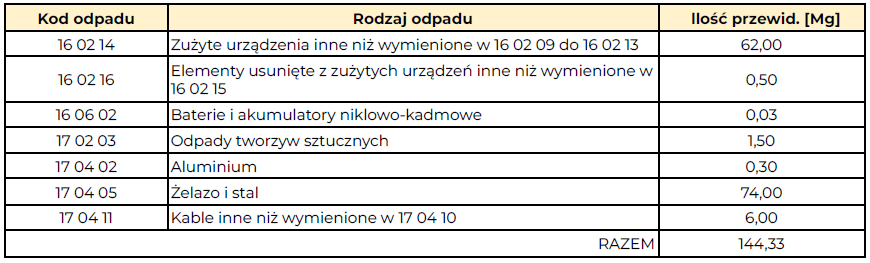 Kod odpadu Rodzaj odpadu Ilość przewid. [Mg]
16 02 14 Zużyte urządzenia inne niż wymienione w 16 02 09 do 16 02 13 62,00
16 02 16 Elementy usunięte z zużytych urządzeń inne niż wymienione w
16 02 15 0,50
16 06 02 Baterie i akumulatory niklowo-kadmowe 0,03
17 02 03 Odpady tworzyw sztucznych 1,50
17 04 02 Aluminium 0,30
17 04 05 Żelazo i stal 74,00
17 04 11 Kable inne niż wymienione w 17 04 10 6,00
RAZEM 144,33